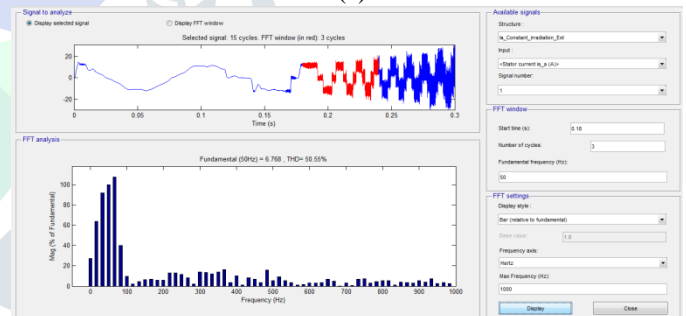 Signal to analyze
Display selected signal
Display FFT window
Selected signal: 15 cycles. FFT window (in red): 3 cycles
20
0
-20
0
0.05
0.1
0.15
0.2
0.25
0.3
Time (s)
FFT analysis
Fundamental (50Hz) = 6.768 , THD= 50.55%
Mag (% of Fundamental)
100
80
60
40
20
0
0
100
200
300
400
500
600
700
800
900
1000
Frequency (Hz)
Available signals
Structure :
Ia_Constant_Irradiation_Exil
Input :
<Stator current is_a (A)>
Signal number:
1
FFT window
Start time (s):
0.18
Number of cycles:
3
Fundamental frequency (Hz):
50
FFT settings
Display style :
Bar (relative to fundamental)
Base value:
1.0
Frequency axis:
Hertz
Max Frequency (Hz):
1000
Display
Close